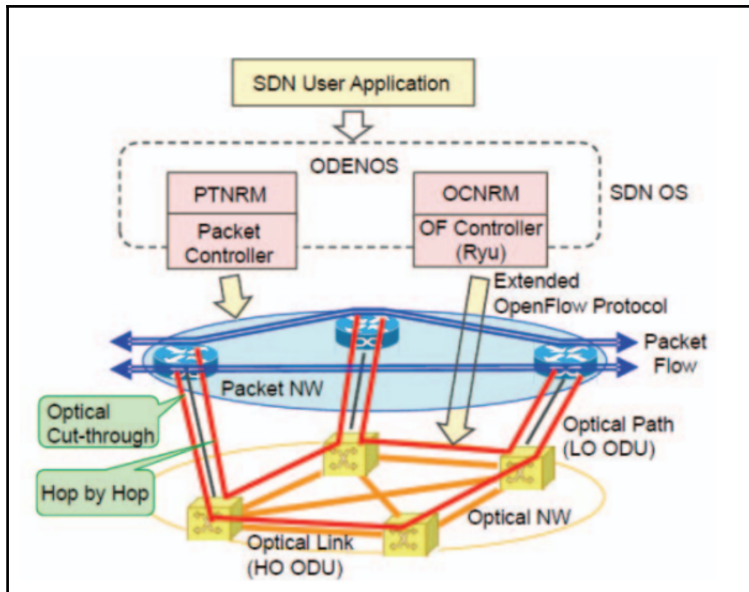 SDN User Application
ODENOS
PTNRM
OCNRM
SDN OS
Packet
Controller
OF Controller
(Ryu)
Extended
OpenFlow Protocol
Packet
Flow
Packet NW
Optical
Cut-through
Optical Path
(LO ODU)
Hop by Hop
Optical NW
Optical Link
(HO ODU)